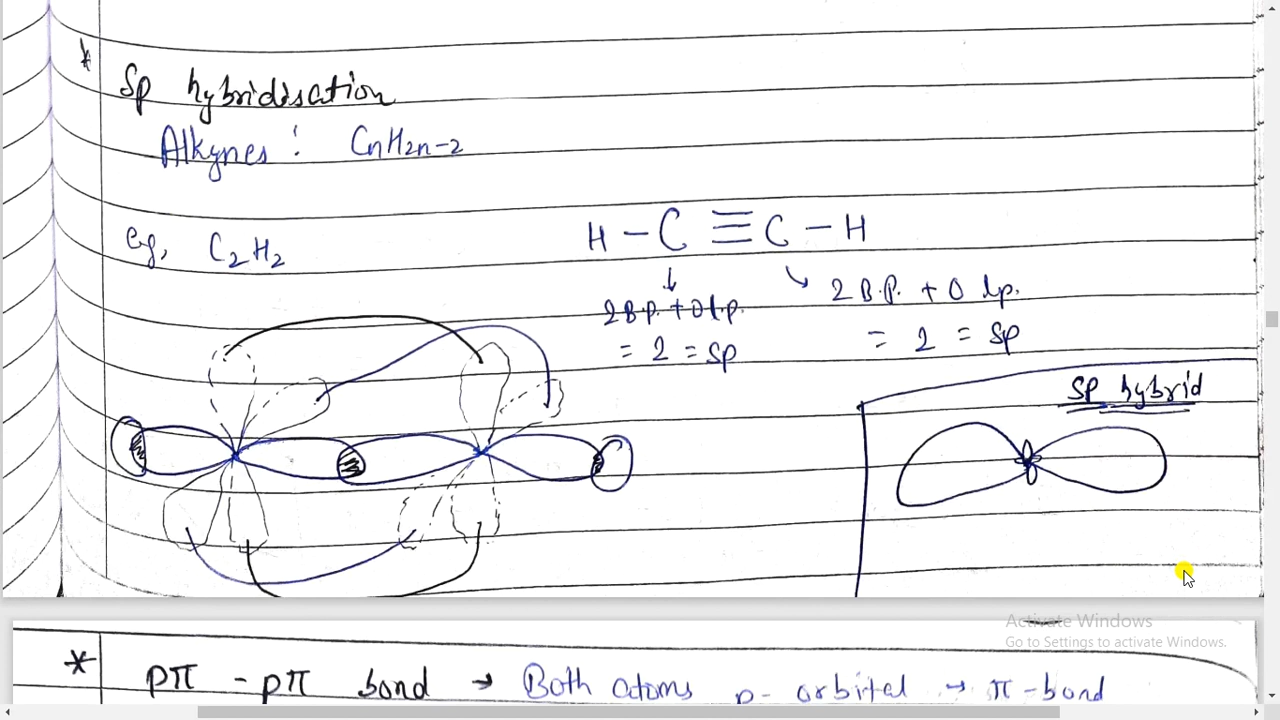 * Sp hybridisation
Alkynes : CnH2n-2
eg, C2H2
H - C ≡ C - H
2 B.P. + 0 l.p.
= 2 = sp
2 B.P. + 0 lp.
= 2 = sp
sp hybrid
* pπ - pπ bond → Both atoms p- orbital → π - bond
Activate Windows
Go to Settings to activate Windows.